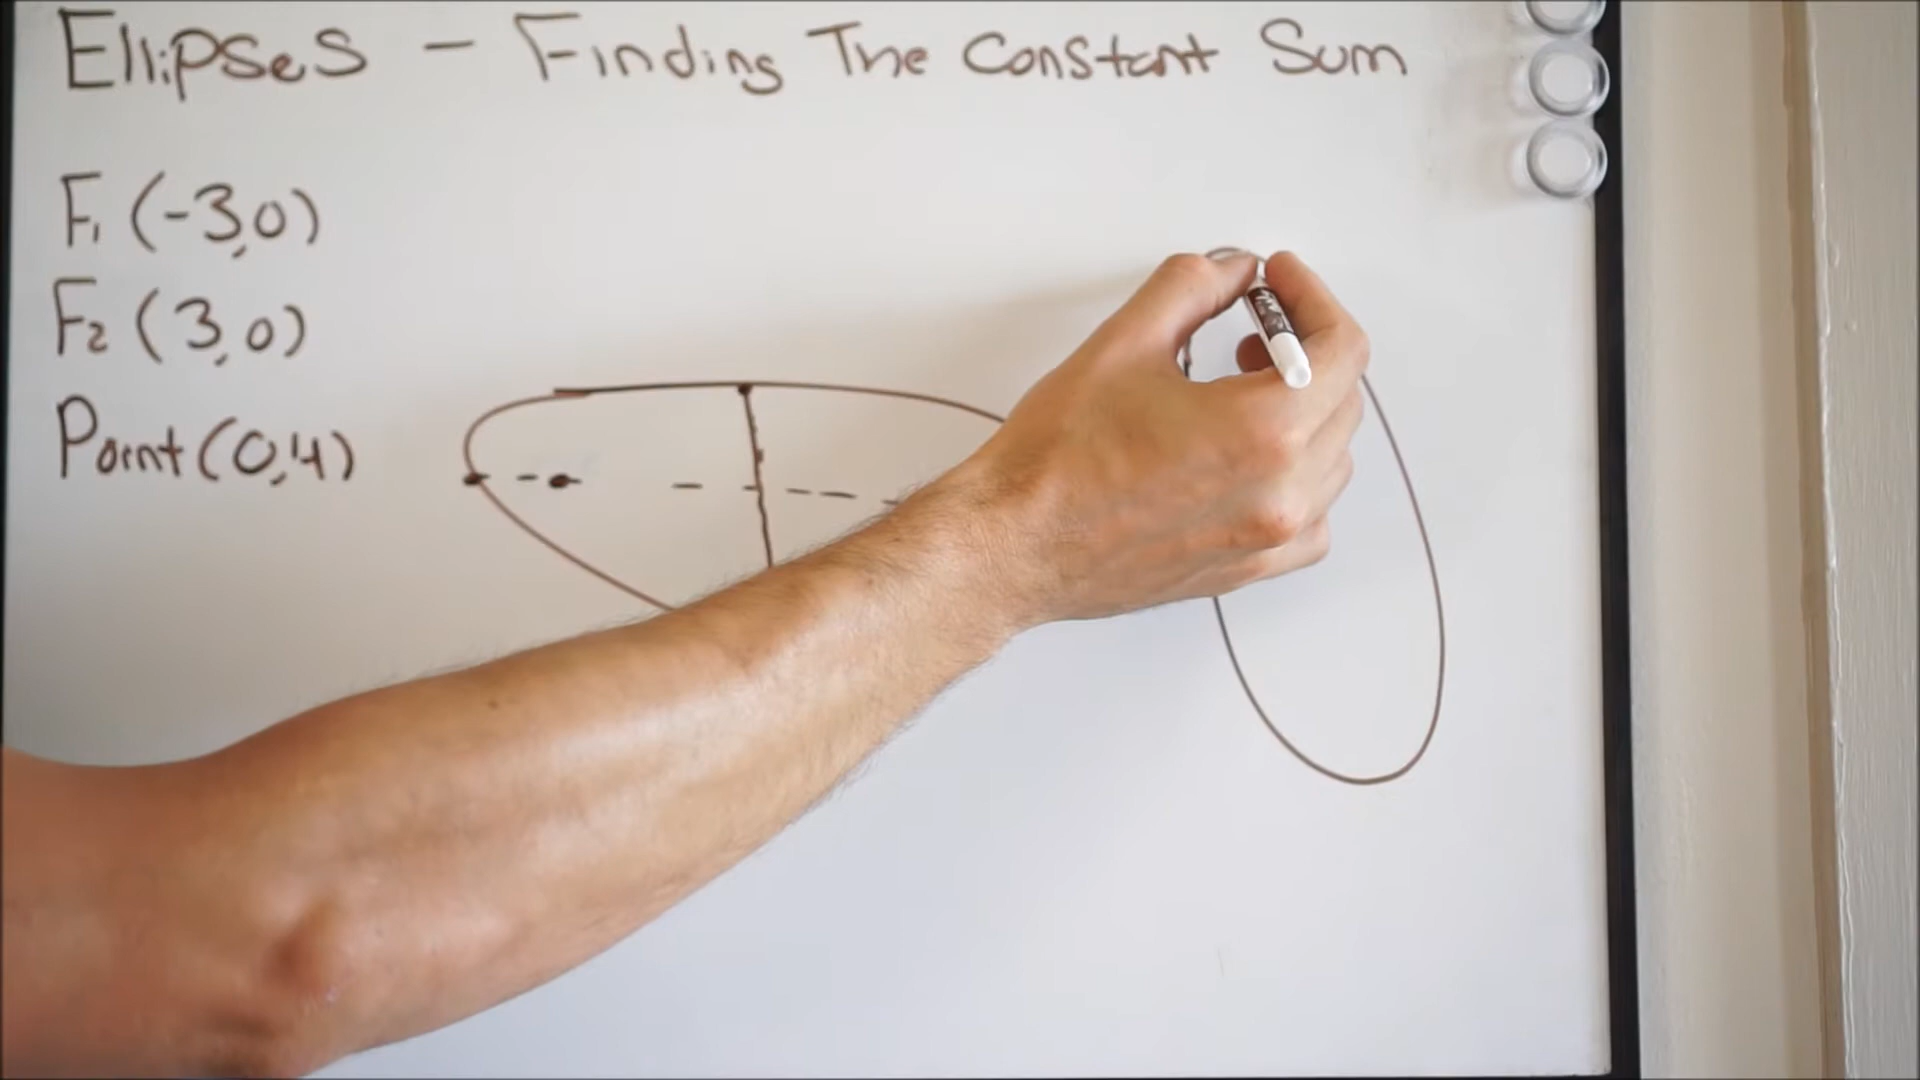 Ellipses - Finding The Constant Sum
F1 (-3,0)
F2 (3,0)
Point (0,4)